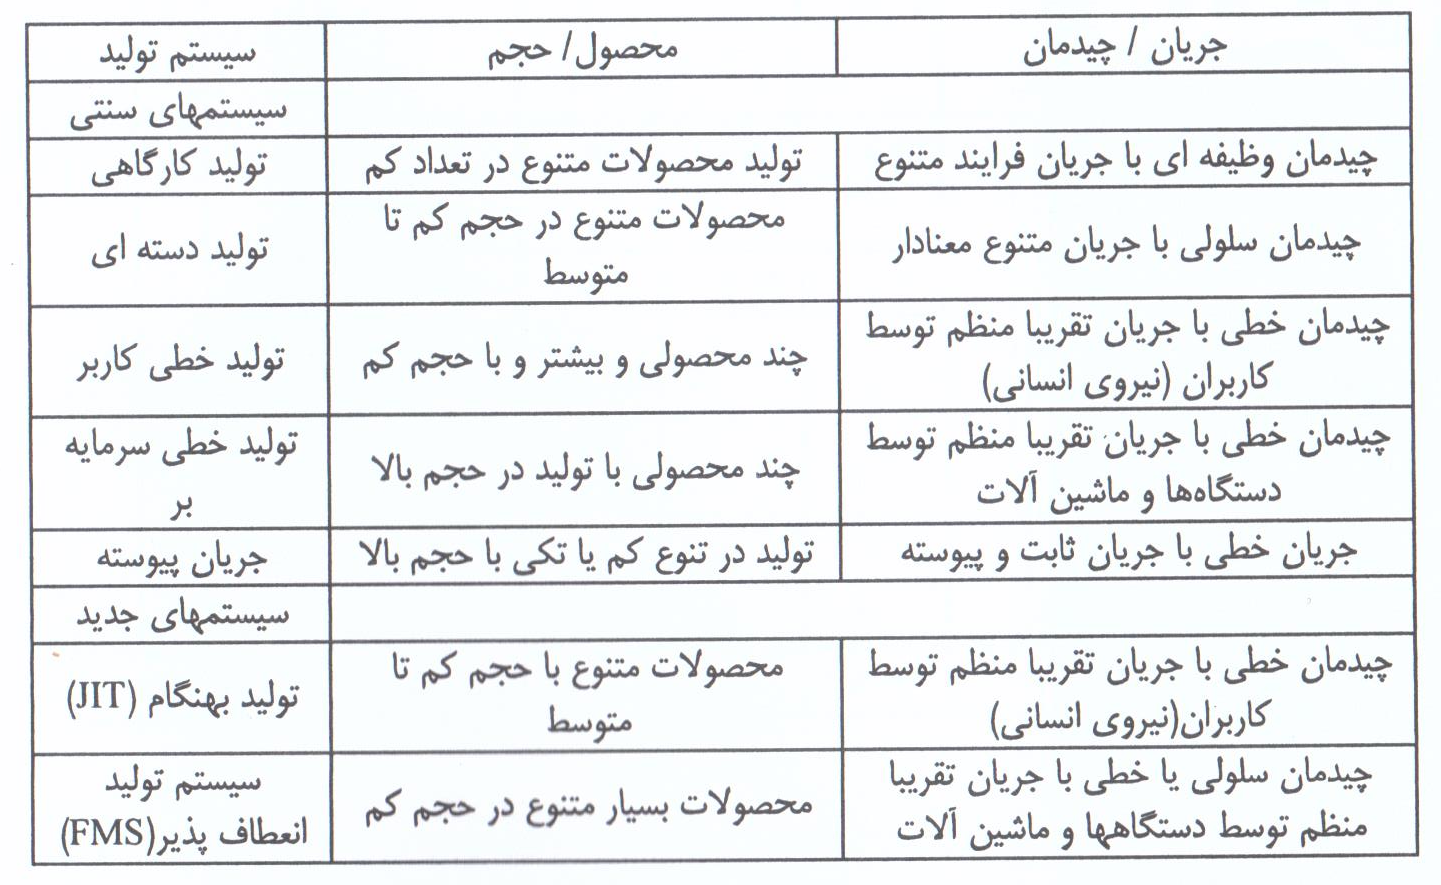 سیستم تولید
محصول/ حجم
جریان / چیدمان
سیستمهای سنتی
تولید کارگاهی
تولید محصولات متنوع در تعداد کم
چیدمان وظیفه ای با جریان فرایند متنوع
تولید دسته ای
محصولات متنوع در حجم کم تا
متوسط
چیدمان سلولی با جریان متنوع معنادار
تولید خطی کاربر
چند محصولی و بیشتر و با حجم کم
چیدمان خطی با جریان تقریبا منظم توسط
کاربران (نیروی انسانی)
تولید خطی سرمایه
بر
چند محصولی با تولید در حجم بالا
چیدمان خطی با جریان تقریبا منظم توسط
دستگاه‌ها و ماشین آلات
جریان پیوسته
تولید در تنوع کم یا تکی با حجم بالا
جریان خطی با جریان ثابت و پیوسته
سیستمهای جدید
تولید بهنگام (JIT)
محصولات متنوع با حجم کم تا
متوسط
چیدمان خطی با جریان تقریبا منظم توسط
کاربران(نیروی انسانی)
سیستم تولید
انعطاف پذیر(FMS)
محصولات بسیار متنوع در حجم کم
چیدمان سلولی یا خطی با جریان تقریبا
منظم توسط دستگاهها و ماشین آلات